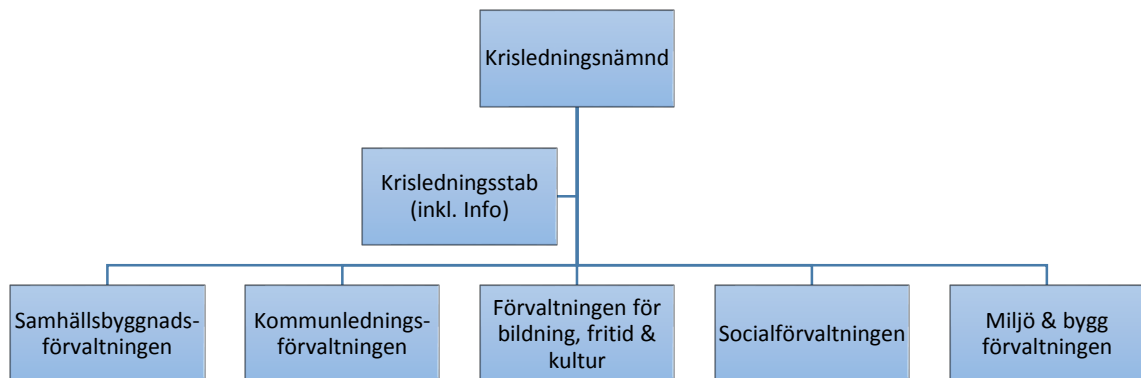 Krisledningsnämnd
Krisledningsstab
(inkl. Info)
Samhällsbyggnads-
förvaltningen
Kommunlednings-
förvaltningen
Förvaltningen för
bildning, fritid &
kultur
Socialförvaltningen
Miljö & bygg
förvaltningen